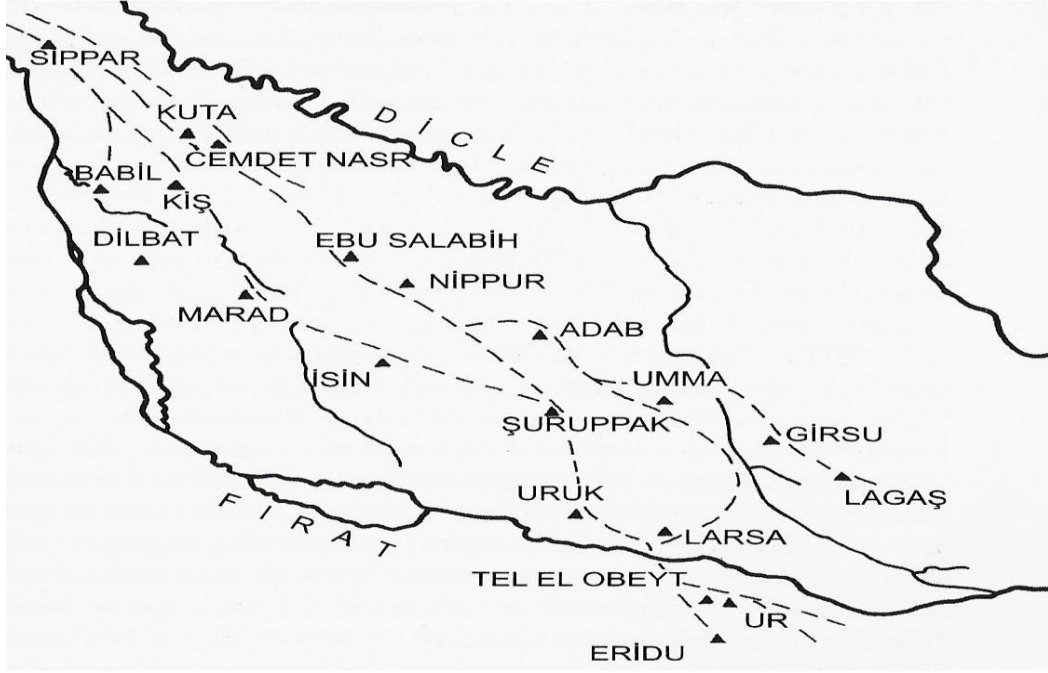 SİPPAR
DİCLE
KUTA
CEMDET NASR
BABİL
KİŞ
DİLBAT
EBU SALABİH
NİPPUR
MARAD
ADAB
İSİN
UMMA
ŞURUPPAK
GİRSU
LAGAŞ
URUK
FIRAT
LARSA
TEL EL OBEYT
UR
ERİDU